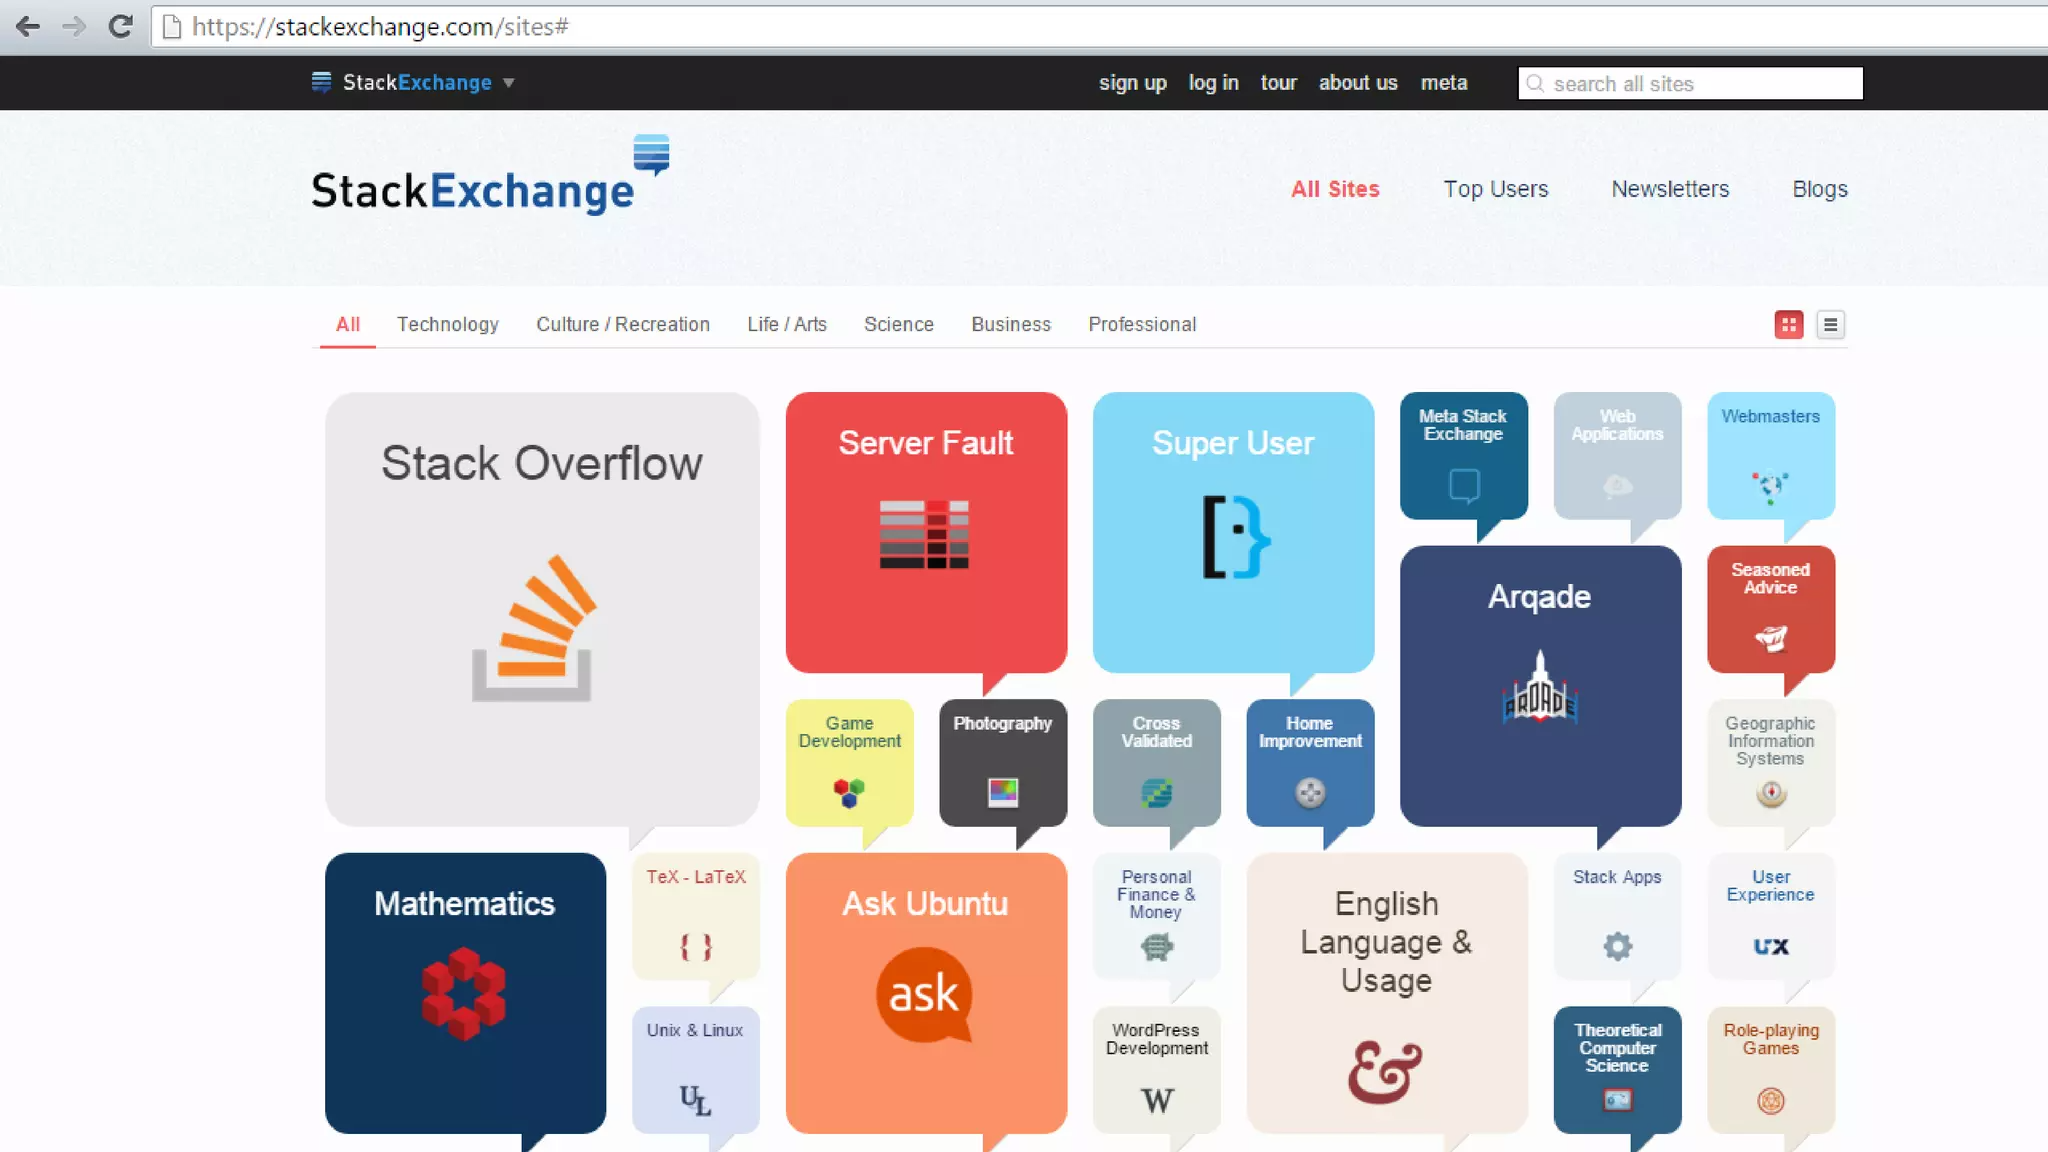 https://stackexchange.com/sites#
StackExchange
sign up log in tour about us meta
search all sites
StackExchange
All Sites Top Users Newsletters Blogs
All Technology Culture / Recreation Life / Arts Science Business Professional
Stack Overflow
Server Fault
Super User
Meta Stack
Exchange
Web
Applications
Webmasters
Arqade
ARQADE
Seasoned
Advice
Game
Development
Photography
Cross
Validated
Home
Improvement
Geographic
Information
Systems
Mathematics
TeX - LaTeX
{ }
Ask Ubuntu
ask
Personal
Finance &
Money
English
Language &
Usage
&
Stack Apps
User
Experience
UX
Unix & Linux
UL
WordPress
Development
W
Theoretical
Computer
Science
Role-playing
Games